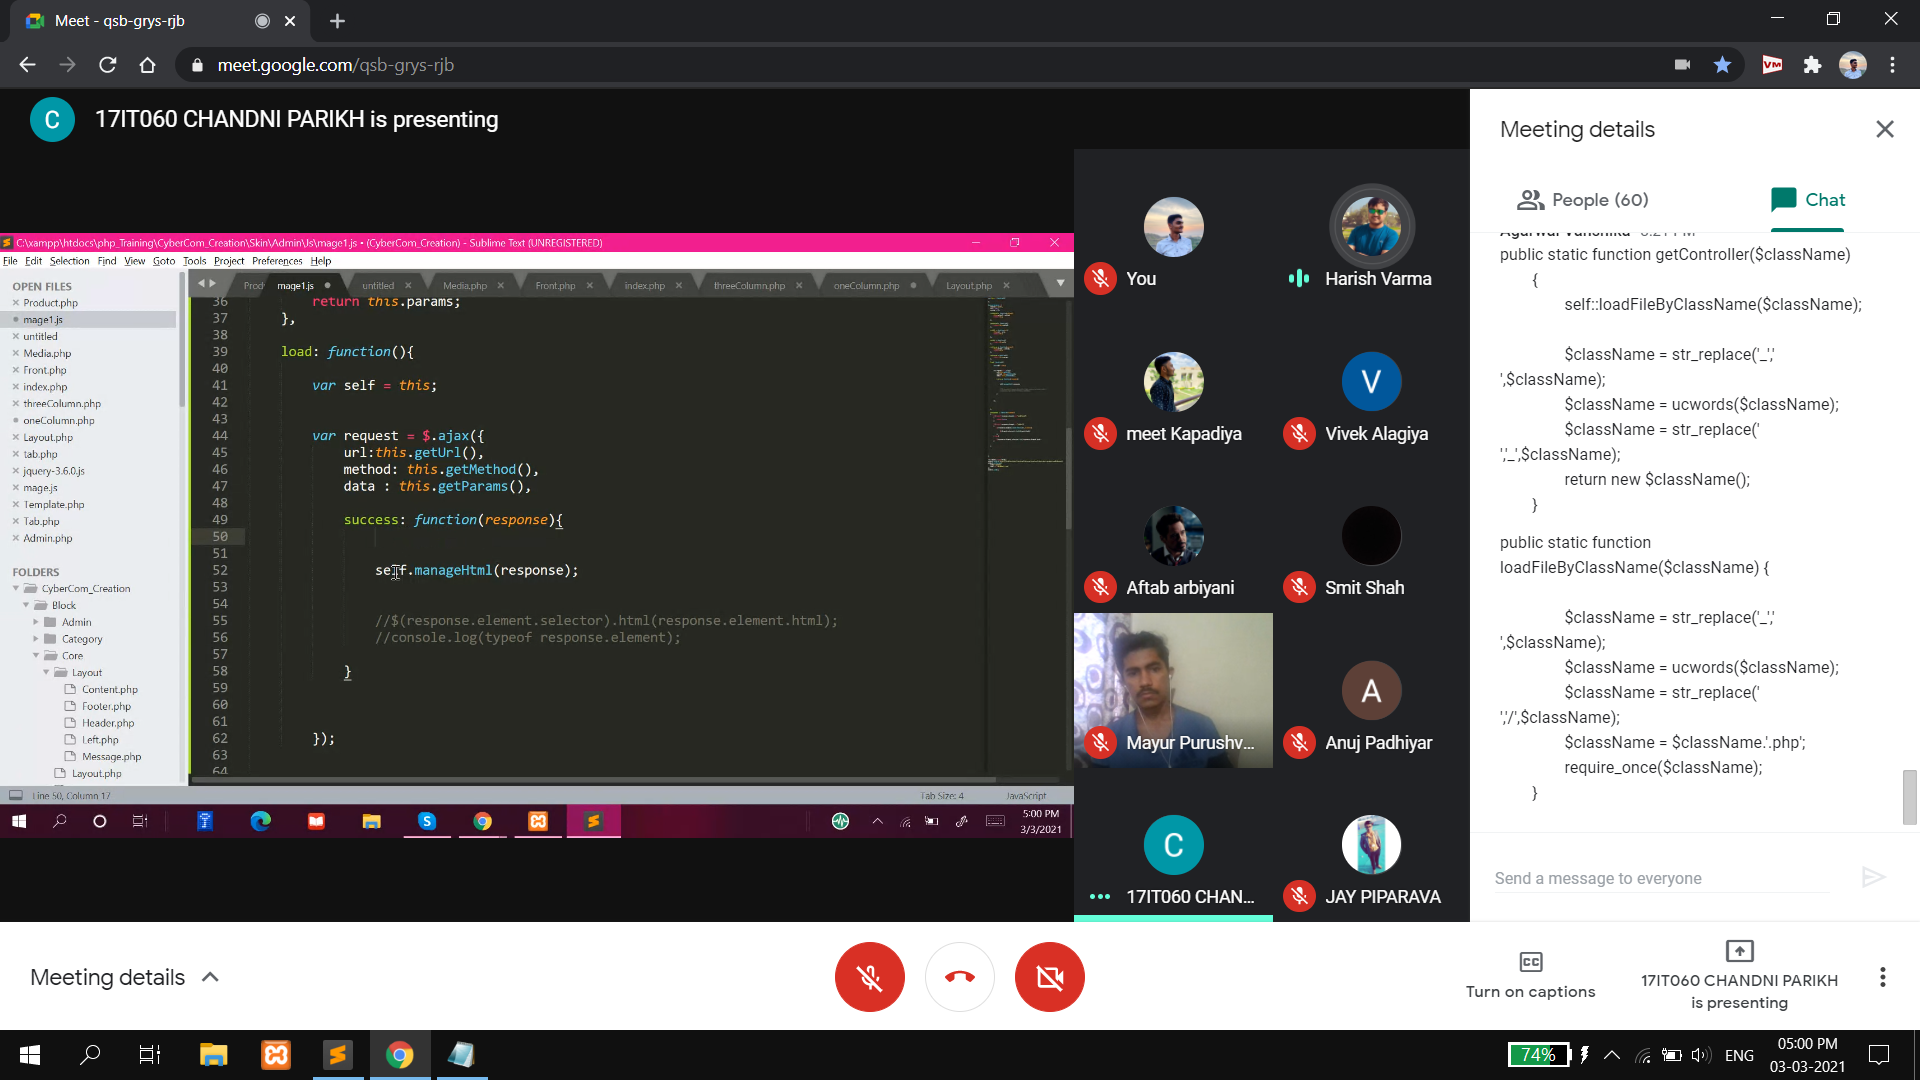 Meet - qsb-grys-rjb
meet.google.com/qsb-grys-rjb
VM
C
17IT060 CHANDNI PARIKH is presenting
C:\xampp\htdocs\php_Training\CyberCom_Creation\Skin\Admin\Js\mage1.js • (CyberCom_Creation) - Sublime Text (UNREGISTERED)
File Edit Selection Find View Goto Tools Project Preferences Help
OPEN FILES
Product.php
mage1.js
untitled
Media.php
Front.php
index.php
threeColumn.php
oneColumn.php
Layout.php
tab.php
jquery-3.6.0.js
mage.js
Template.php
Tab.php
Admin.php
FOLDERS
CyberCom_Creation
Block
Admin
Category
Core
Layout
Content.php
Footer.php
Header.php
Left.php
Message.php
Layout.php
Prod
mage1.js
untitled
Media.php
Front.php
index.php
threeColumn.php
oneColumn.php
Layout.php
36 return this.params;
37 },
38
39 load: function(){
40
41 var self = this;
42
43
44 var request = $.ajax({
45 url:this.getUrl(),
46 method: this.getMethod(),
47 data : this.getParams(),
48
49 success: function(response){
50
51
52 self.manageHtml(response);
53
54
55 //$(response.element.selector).html(response.element.html);
56 //console.log(typeof response.element);
57
58 }
59
60
61
62 });
63
64
Line 50, Column 17
Tab Size: 4
JavaScript
5:00 PM
3/3/2021
You
Harish Varma
meet Kapadiya
V
Vivek Alagiya
Aftab arbiyani
Smit Shah
Mayur Purushv...
A
Anuj Padhiyar
C
17IT060 CHAN...
JAY PIPARAVA
Meeting details
People (60)
Chat
public static function getController($className)
{
self::loadFileByClassName($className);
$className = str_replace('_','
',$className);
$className = ucwords($className);
$className = str_replace('
','_',$className);
return new $className();
}
public static function
loadFileByClassName($className) {
$className = str_replace('_','
',$className);
$className = ucwords($className);
$className = str_replace('
','/',$className);
$className = $className.'.php';
require_once($className);
}
Send a message to everyone
Meeting details
CC
Turn on captions
17IT060 CHANDNI PARIKH
is presenting
74%
ENG
05:00 PM
03-03-2021